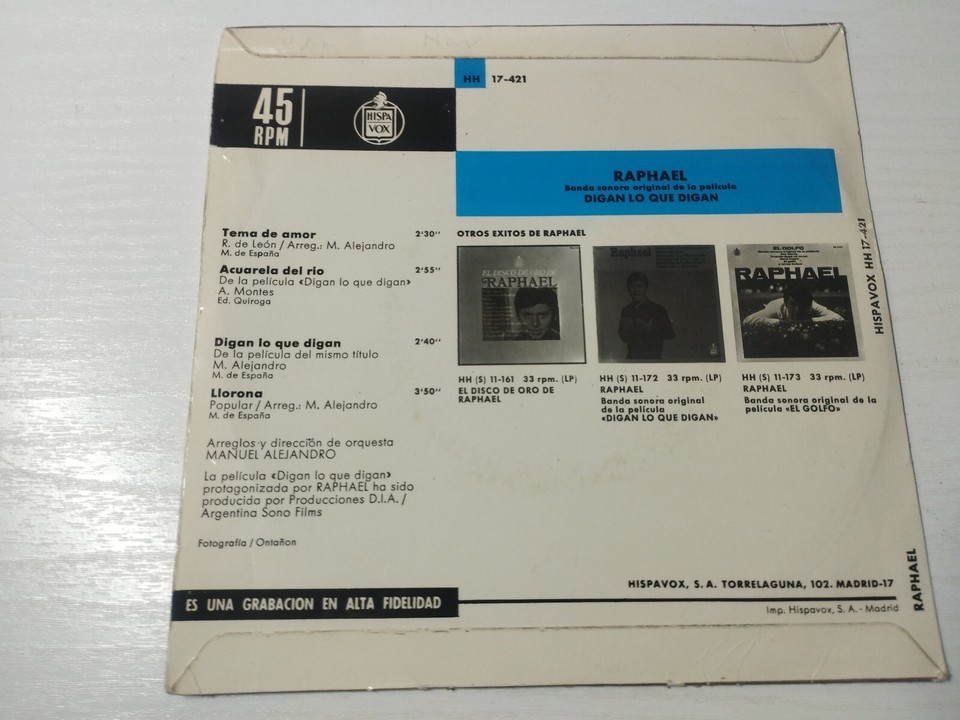 HH 17-421
45
RPM
HISPA
VOX
RAPHAEL
Banda sonora original de la película
DIGAN LO QUE DIGAN
Tema de amor 2'30''
R. de León / Arreg.: M. Alejandro
M. de España
Acuarela del rio 2'55''
De la película «Digan lo que digan»
A. Montes
Ed. Quiroga
Digan lo que digan 2'40''
De la película del mismo título
M. Alejandro
M. de España
Llorona 3'50''
Popular / Arreg.: M. Alejandro
M. de España
Arreglos y dirección de orquesta
MANUEL ALEJANDRO
La película «Digan lo que digan»
protagonizada por RAPHAEL ha sido
producida por Producciones D.I.A. /
Argentina Sono Films
Fotografía / Ontañon
OTROS EXITOS DE RAPHAEL
EL DISCO DE ORO DE
RAPHAEL
Raphael
EL GOLFO
RAPHAEL
HH (S) 11-161 33 rpm. (LP)
EL DISCO DE ORO DE
RAPHAEL
HH (S) 11-172 33 rpm. (LP)
RAPHAEL
Banda sonora original
de la película
«DIGAN LO QUE DIGAN»
HH (S) 11-173 33 rpm. (LP)
RAPHAEL
Banda sonora original de la
película «EL GOLFO»
HISPAVOX HH 17-421
RAPHAEL
ES UNA GRABACION EN ALTA FIDELIDAD
HISPAVOX, S. A. TORRELAGUNA, 102. MADRID-17
Imp. Hispavox, S. A. - Madrid